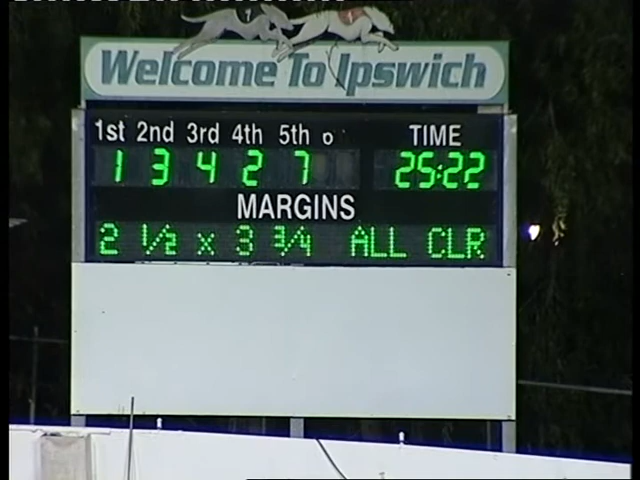 Welcome To Ipswich
1st 2nd 3rd 4th 5th o TIME
1 3 4 2 7 25:22
MARGINS
2 ½ x 3 ¾ ALL CLR